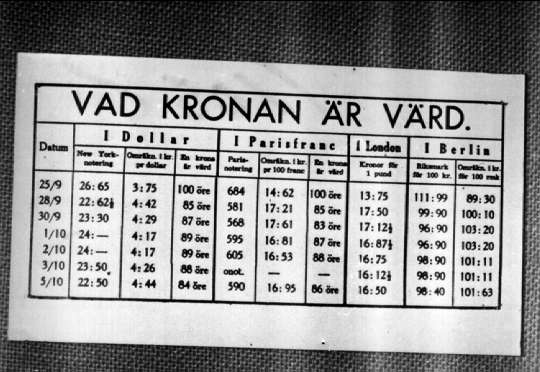 VAD KRONAN ÄR VÄRD.
Datum I Dollar I Parisfranc i London I Berlin
New York-notering Omräkn. i kr. pr dollar En krona är värd Paris-notering Omräkn. i kr. pr 100 franc En krona är värd Kronor för 1 pund Riksmark för 100 kr. Omräkn. i kr. för 100 rmk
25/9 26:65 3:75 100 öre 684 14:62 100 öre 13:75 111:99 89:30
28/9 22:62½ 4:42 85 öre 581 17:21 85 öre 17:50 99:90 100:10
30/9 23:30 4:29 87 öre 568 17:61 83 öre 17:12½ 96:90 103:20
1/10 24:— 4:17 89 öre 595 16:81 87 öre 16:87½ 96:90 103:20
2/10 24:— 4:17 89 öre 605 16:53 88 öre 16:75 98:90 101:11
3/10 23:50 4:26 88 öre onot. — — 16:12½ 98:90 101:11
5/10 22:50 4:44 84 öre 590 16:95 86 öre 16:50 98:40 101:63